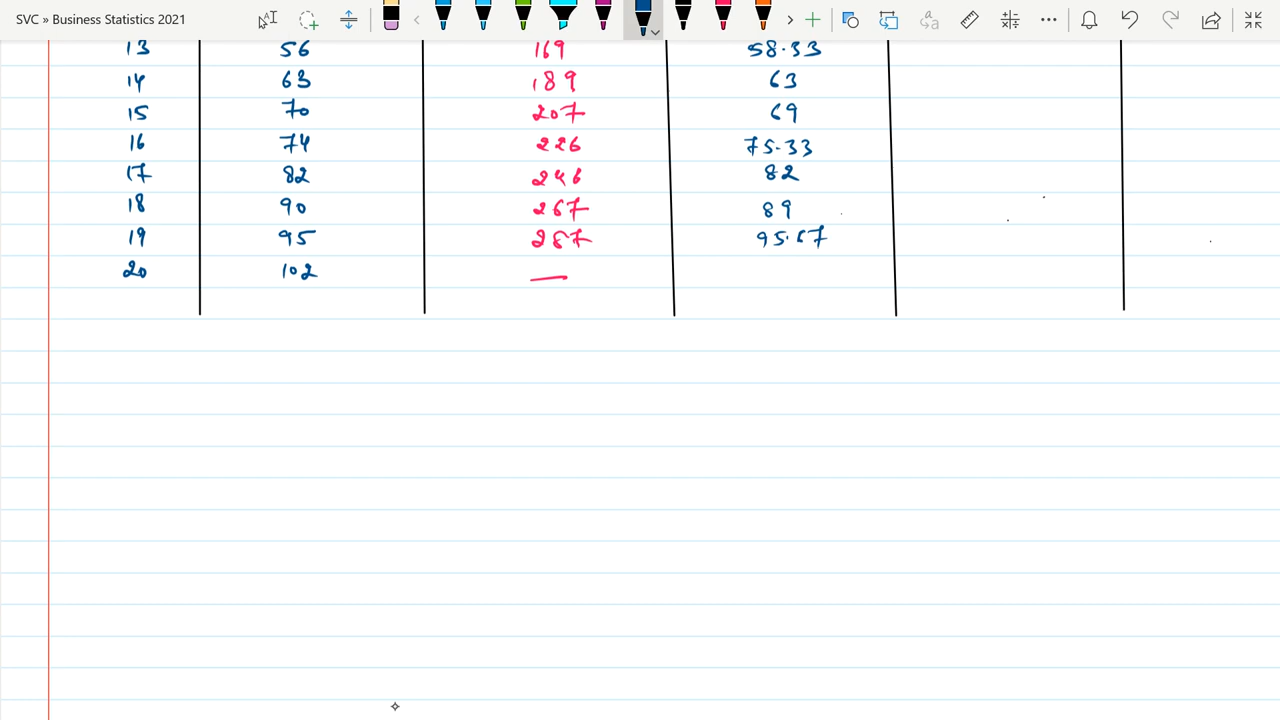 SVC » Business Statistics 2021
13 56 169 58.33
14 63 189 63
15 70 207 69
16 74 226 75.33
17 82 246 82
18 90 267 89
19 95 287 95.67
20 102 —